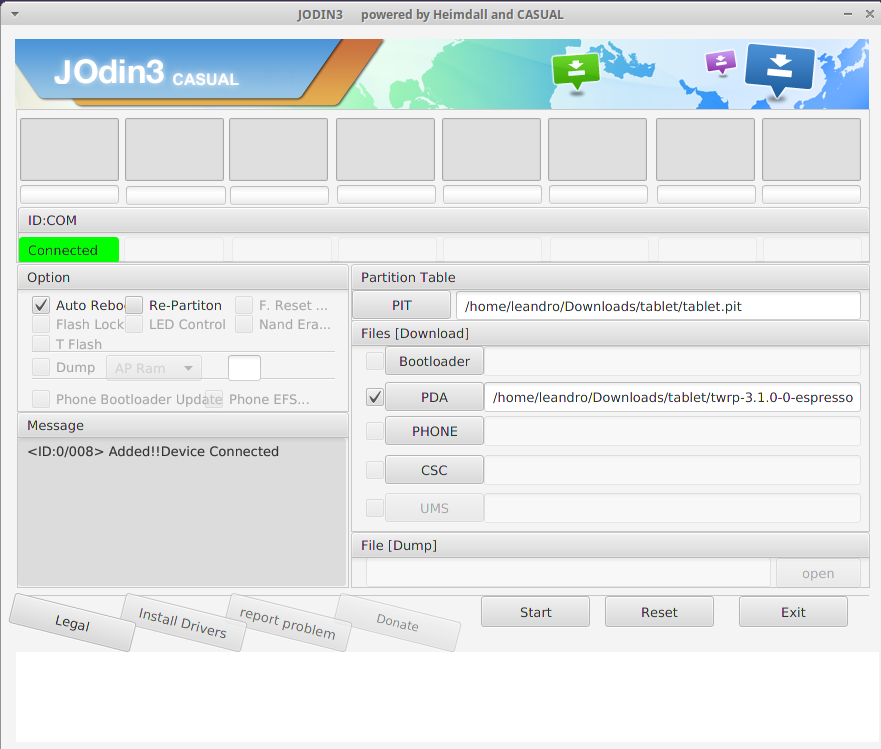 JODIN3 powered by Heimdall and CASUAL
JOdin3 CASUAL
ID:COM
Connected
Option
Auto Rebo
Re-Partiton
F. Reset ...
Flash Lock
LED Control
Nand Era...
T Flash
Dump
AP Ram
Phone Bootloader Update
Phone EFS...
Message
<ID:0/008> Added!!Device Connected
Partition Table
PIT
/home/leandro/Downloads/tablet/tablet.pit
Files [Download]
Bootloader
PDA
/home/leandro/Downloads/tablet/twrp-3.1.0-0-espresso
PHONE
CSC
UMS
File [Dump]
open
Legal
Install Drivers
report problem
Donate
Start
Reset
Exit